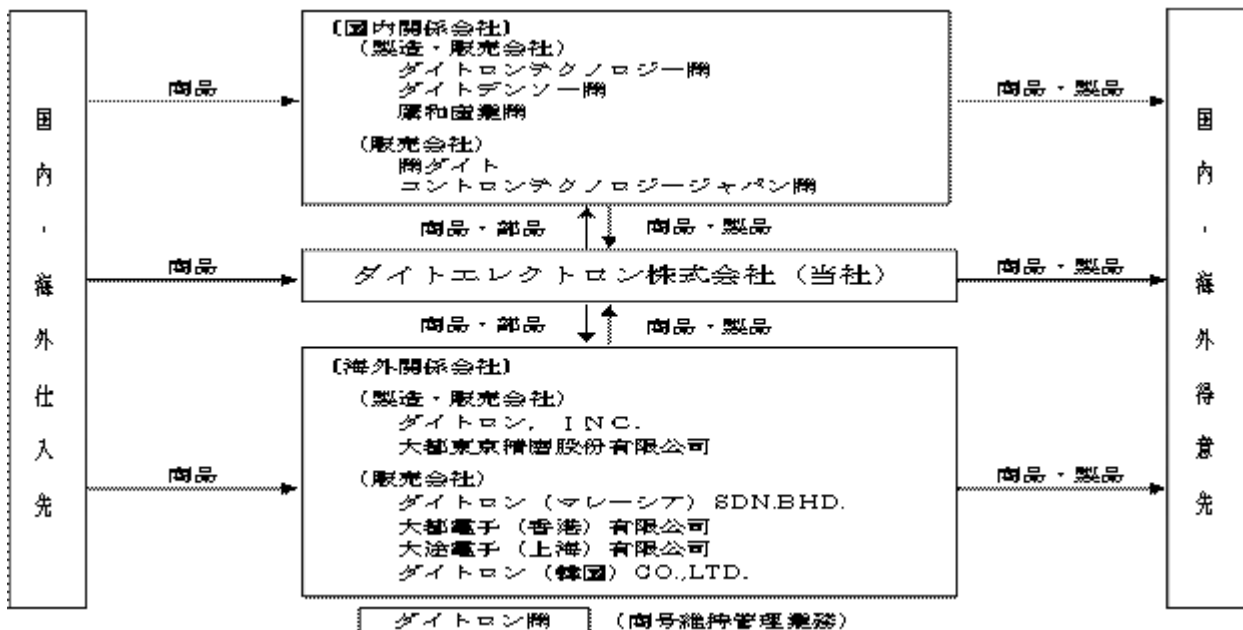 国内・海外仕入先
商品
商品
商品
〔国内関係会社〕
（製造・販売会社）
ダイトロンテクノロジー㈱
ダイトデンソー㈱
鷹和産業㈱
（販売会社）
㈱ダイト
コントロンテクノロジージャパン㈱
商品・部品
商品・製品
ダイトエレクトロン株式会社（当社）
商品・部品
商品・製品
〔海外関係会社〕
（製造・販売会社）
ダイトロン，ＩＮＣ．
大都東京精磨股份有限公司
（販売会社）
ダイトロン（マレーシア）SDN.BHD.
大都電子（香港）有限公司
大途電子（上海）有限公司
ダイトロン（韓国）CO.,LTD.
ダイトロン㈱
（商号維持管理業務）
商品・製品
商品・製品
商品・製品
国内・海外得意先